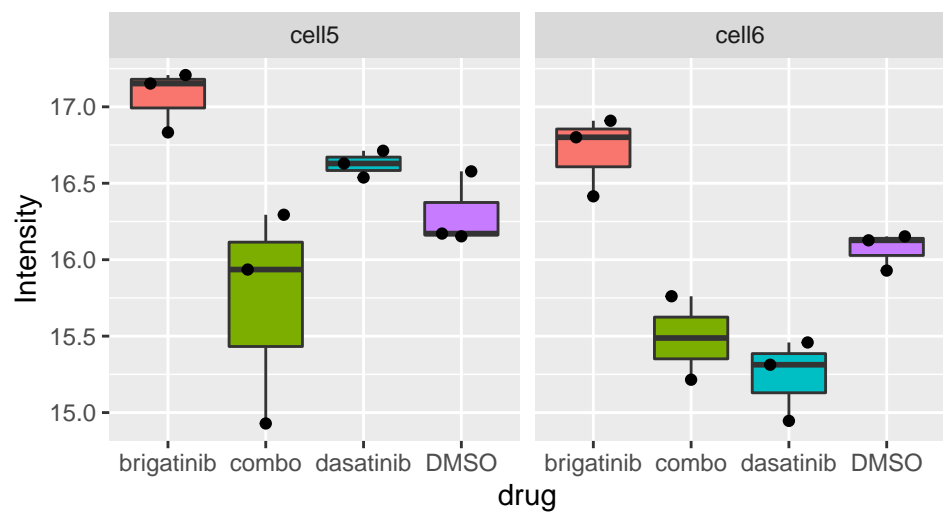 cell5
cell6
Intensity
17.0
16.5
16.0
15.5
15.0
brigatinib combo dasatinib DMSO
brigatinib combo dasatinib DMSO
drug